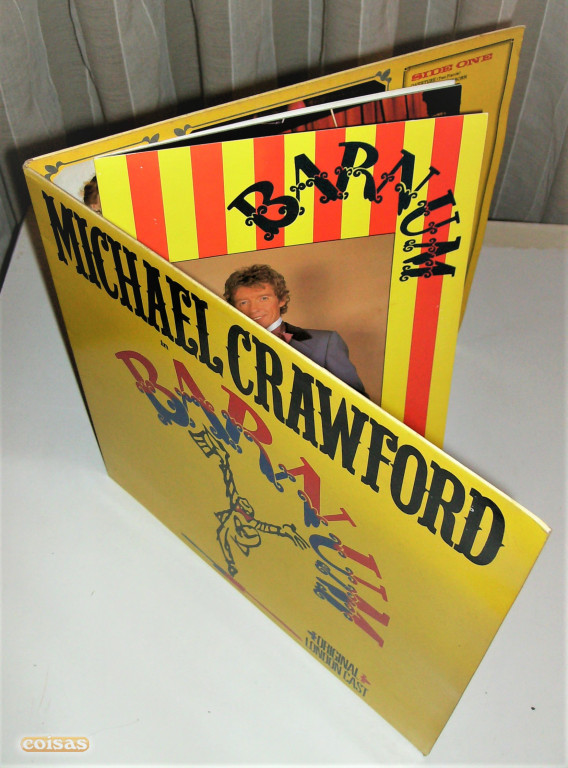 SIDE ONE
BARNUM
MICHAEL CRAWFORD
in
BARNUM
ORIGINAL
LONDON CAST
coisas